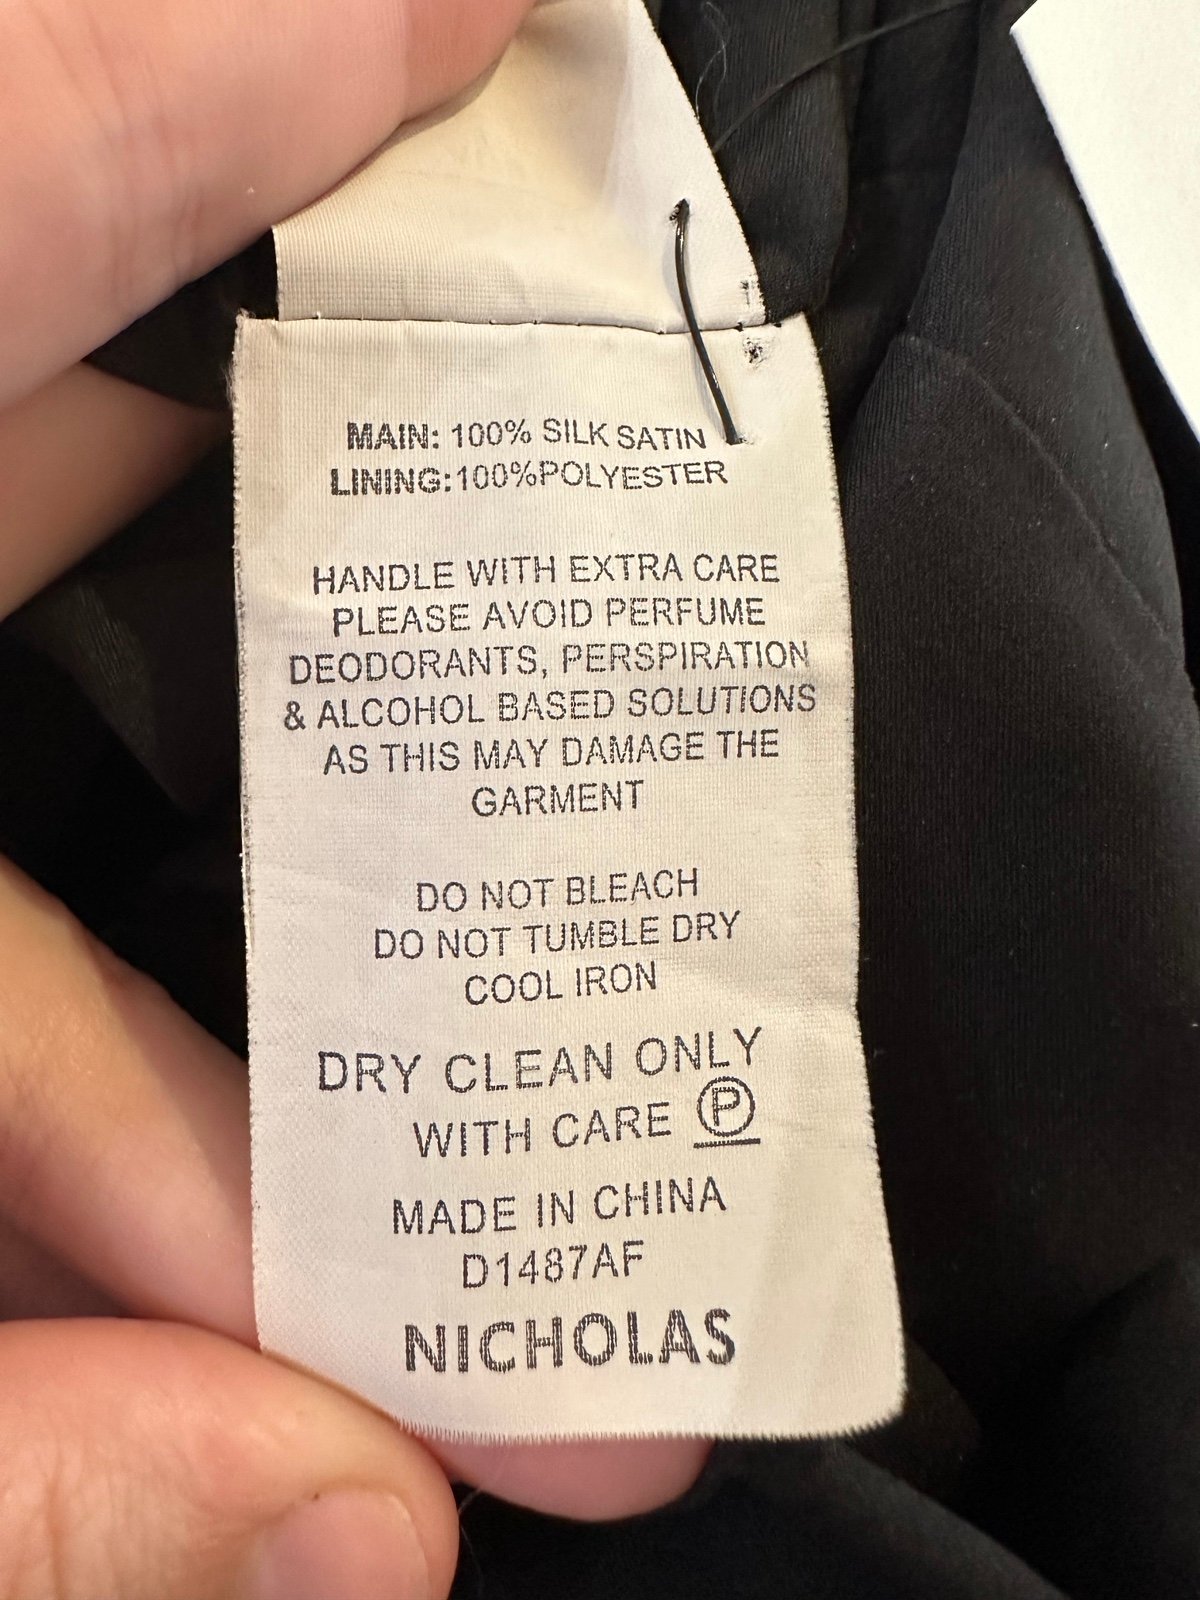 MAIN: 100% SILK SATIN
LINING:100%POLYESTER
HANDLE WITH EXTRA CARE
PLEASE AVOID PERFUME
DEODORANTS, PERSPIRATION
& ALCOHOL BASED SOLUTIONS
AS THIS MAY DAMAGE THE
GARMENT
DO NOT BLEACH
DO NOT TUMBLE DRY
COOL IRON
DRY CLEAN ONLY
WITH CARE Ⓟ
MADE IN CHINA
D1487AF
NICHOLAS